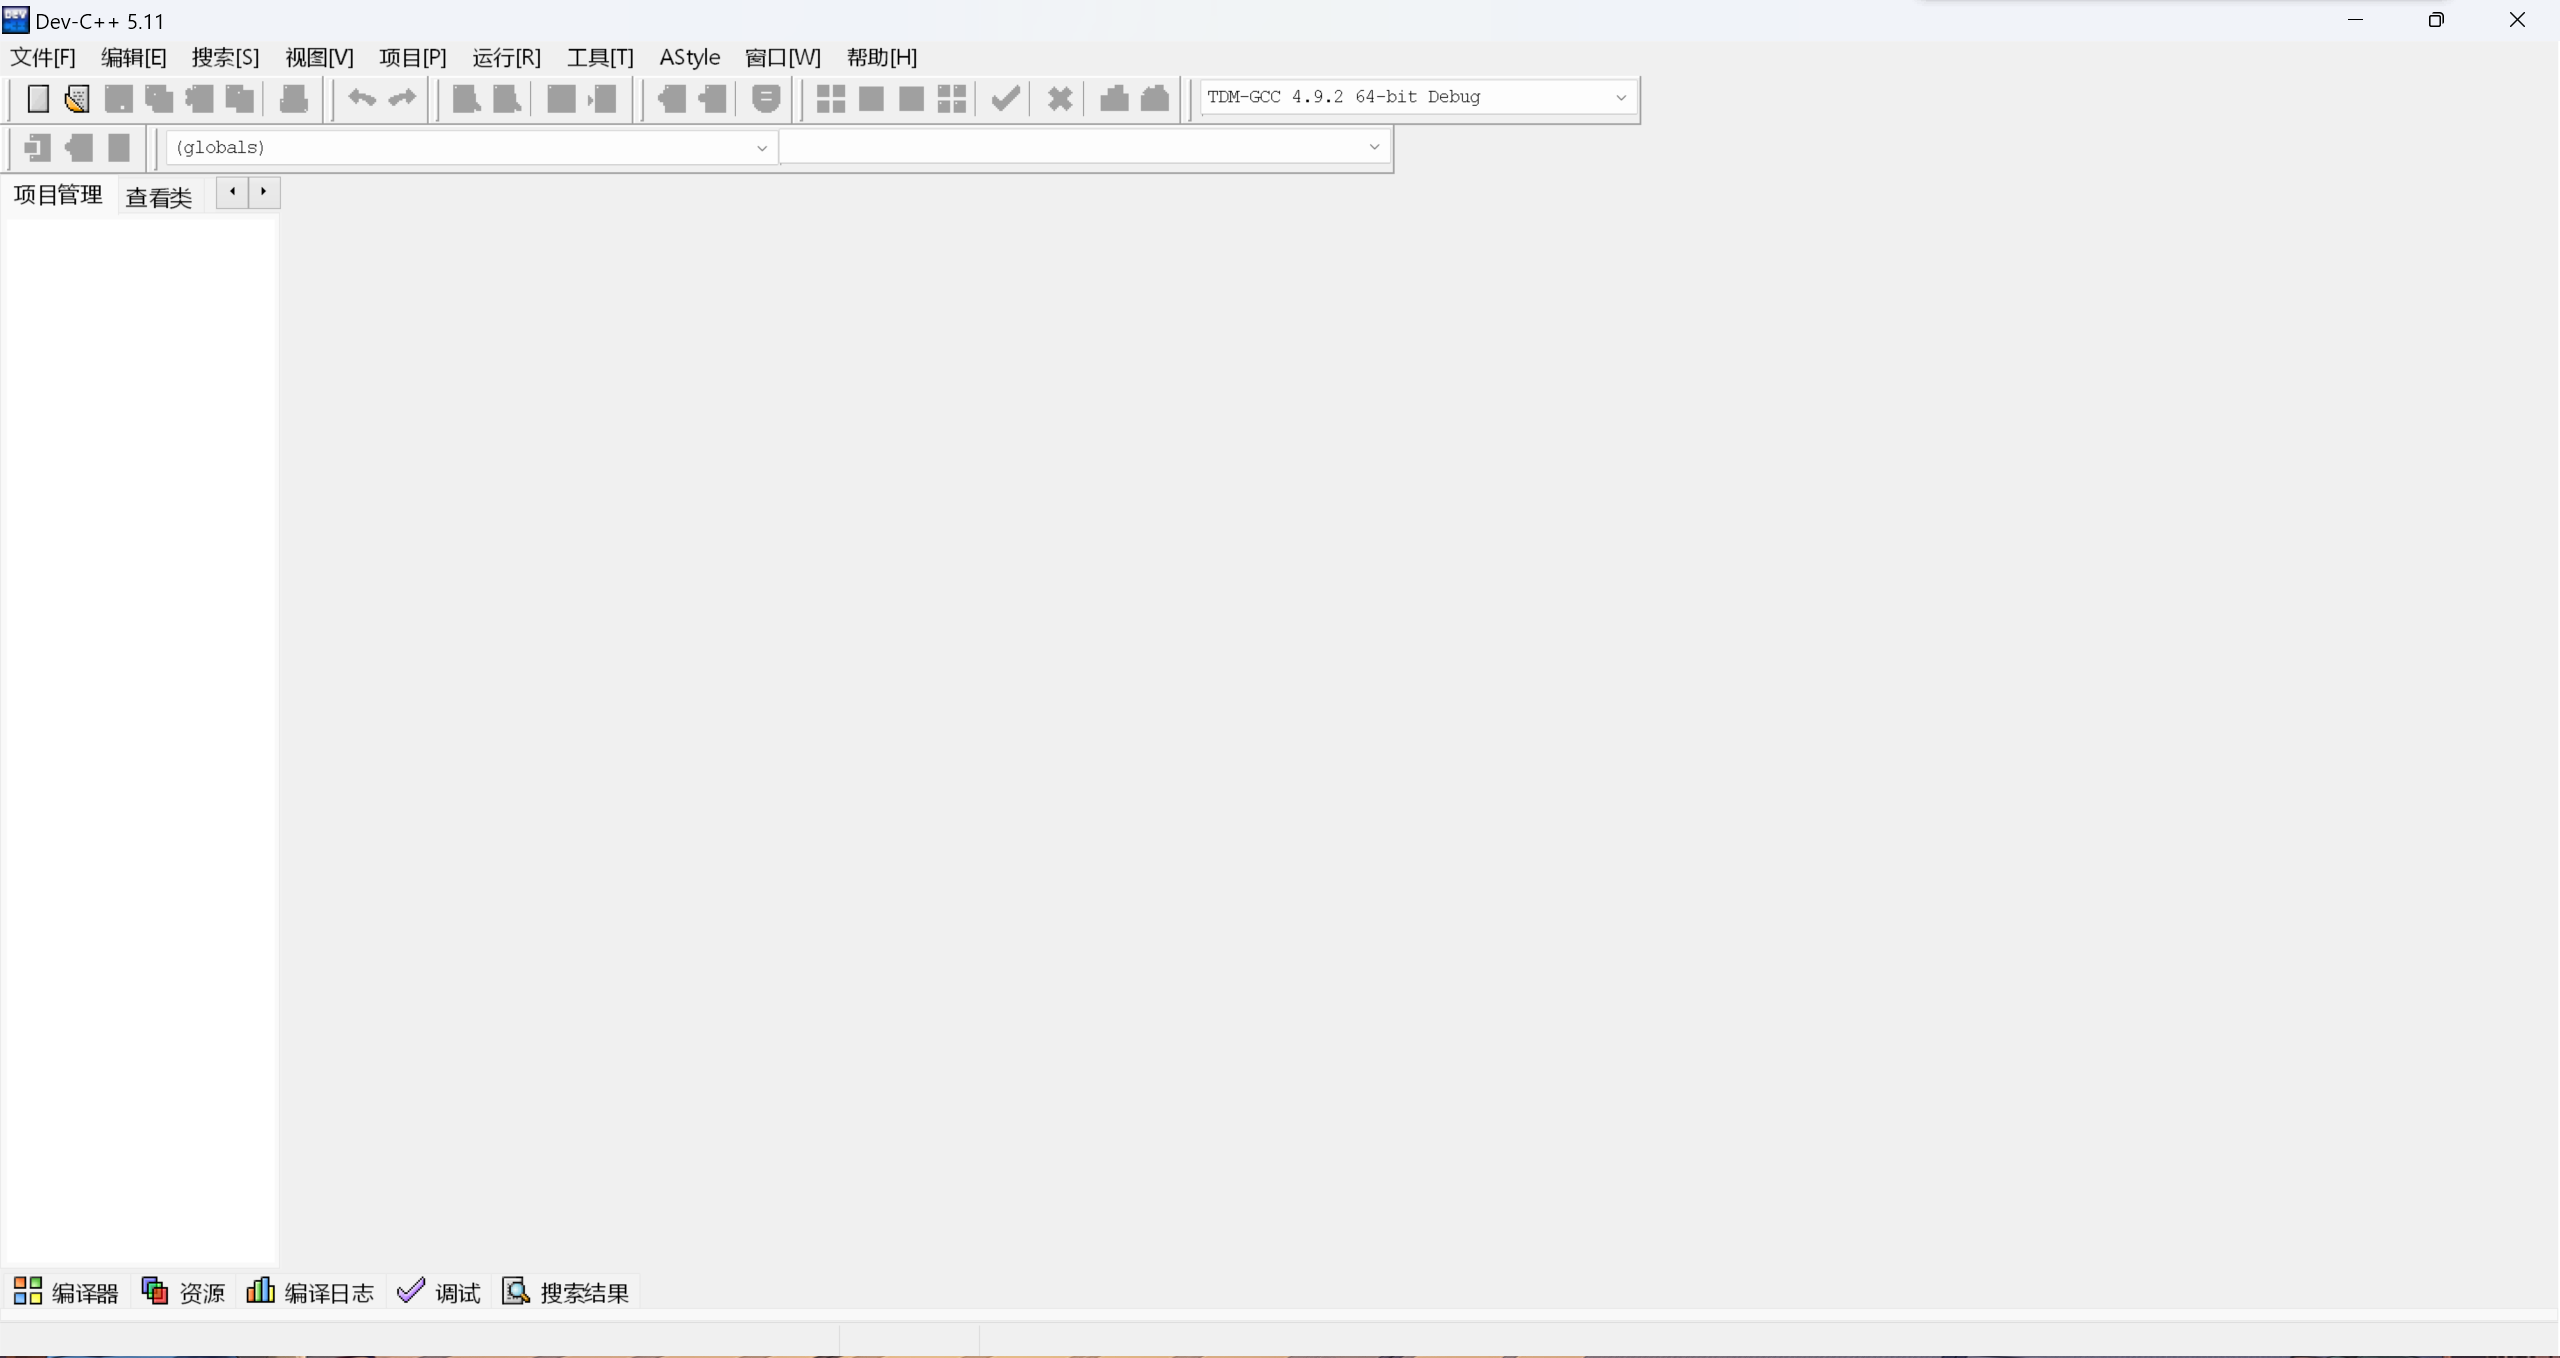 Dev-C++ 5.11
文件[F] 编辑[E] 搜索[S] 视图[V] 项目[P] 运行[R] 工具[T] AStyle 窗口[W] 帮助[H]
TDM-GCC 4.9.2 64-bit Debug
(globals)
项目管理 查看类
编译器 资源 编译日志 调试 搜索结果